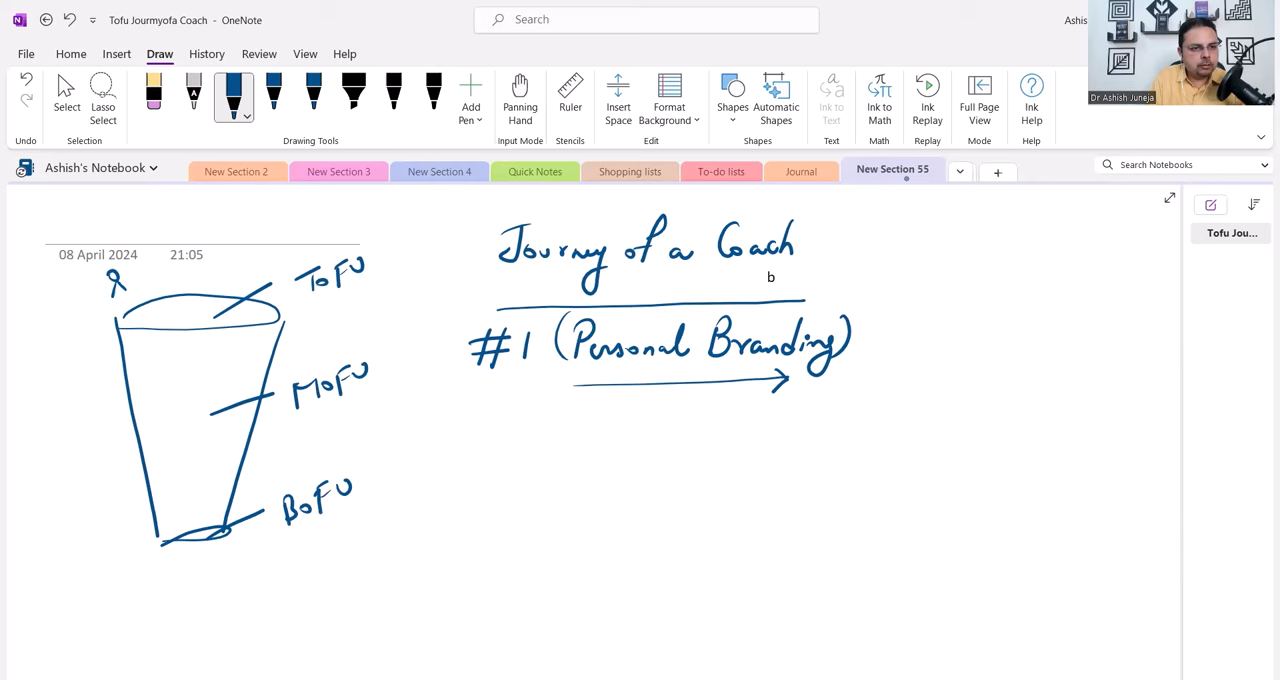 Tofu Jourmyofa Coach - OneNote
Search
Ashis
File Home Insert Draw History Review View Help
Select
Lasso Select
Add Pen
Panning Hand
Ruler
Insert Space
Format Background
Shapes
Automatic Shapes
Ink to Text
Ink to Math
Ink Replay
Full Page View
Ink Help
Undo Selection Drawing Tools Input Mode Stencils Edit Shapes Text Math Replay Mode Help
Dr Ashish Juneja
Ashish's Notebook
New Section 2 New Section 3 New Section 4 Quick Notes Shopping lists To-do lists Journal New Section 55 +
Search Notebooks
Tofu Jou...
08 April 2024 21:05
Journy of a Coach
b
#1 (Personal Branding)
ToFU
MoFU
BoFU